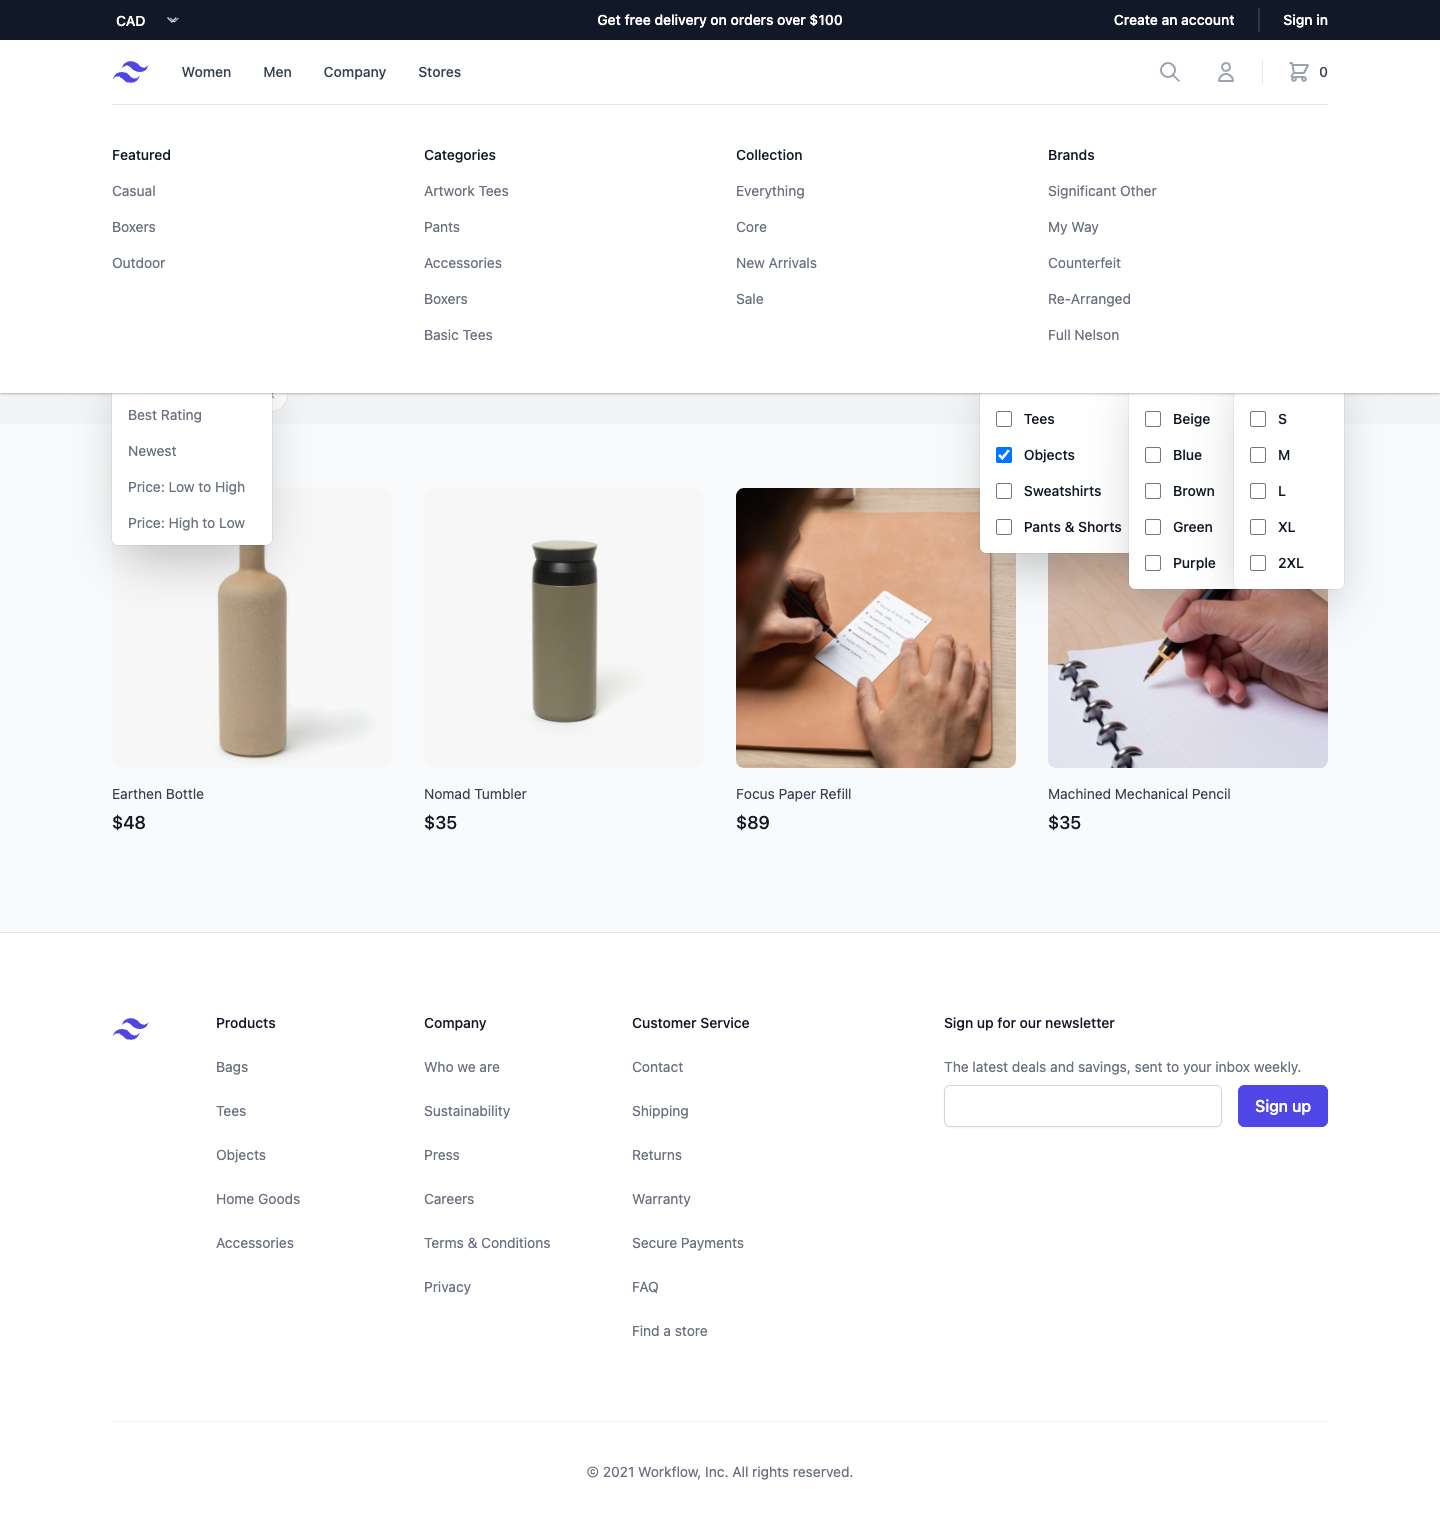 CAD
Get free delivery on orders over $100
Create an account
Sign in
Women
Men
Company
Stores
0
Featured
Casual
Boxers
Outdoor
Categories
Artwork Tees
Pants
Accessories
Boxers
Basic Tees
Collection
Everything
Core
New Arrivals
Sale
Brands
Significant Other
My Way
Counterfeit
Re-Arranged
Full Nelson
Best Rating
Newest
Price: Low to High
Price: High to Low
Tees
Objects
Sweatshirts
Pants & Shorts
Beige
Blue
Brown
Green
Purple
S
M
L
XL
2XL
Earthen Bottle
$48
Nomad Tumbler
$35
Focus Paper Refill
$89
Machined Mechanical Pencil
$35
Products
Bags
Tees
Objects
Home Goods
Accessories
Company
Who we are
Sustainability
Press
Careers
Terms & Conditions
Privacy
Customer Service
Contact
Shipping
Returns
Warranty
Secure Payments
FAQ
Find a store
Sign up for our newsletter
The latest deals and savings, sent to your inbox weekly.
Sign up
© 2021 Workflow, Inc. All rights reserved.